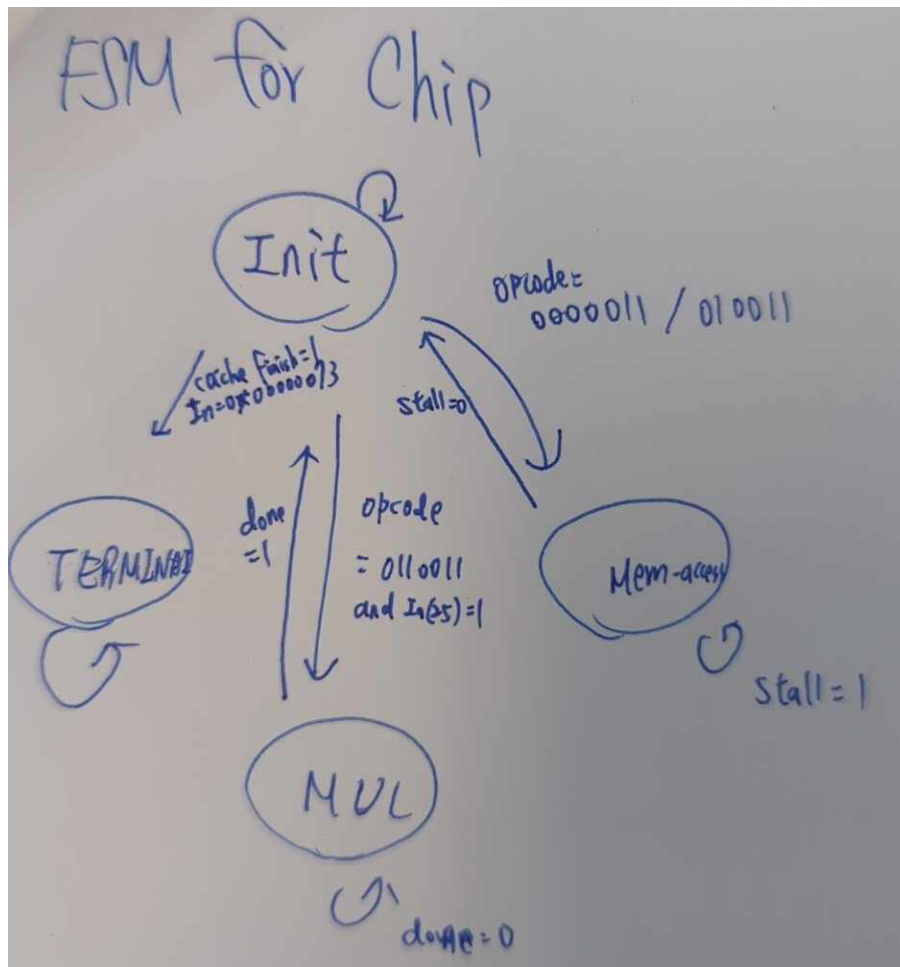 FSM for Chip
Init
opcode=
0000011 / 010011
cache finish=1
In=0x00000073
stall=0
done
=1
opcode
= 0110011
and In(25)=1
TERMINAL
Mem-access
stall=1
MUL
done=0